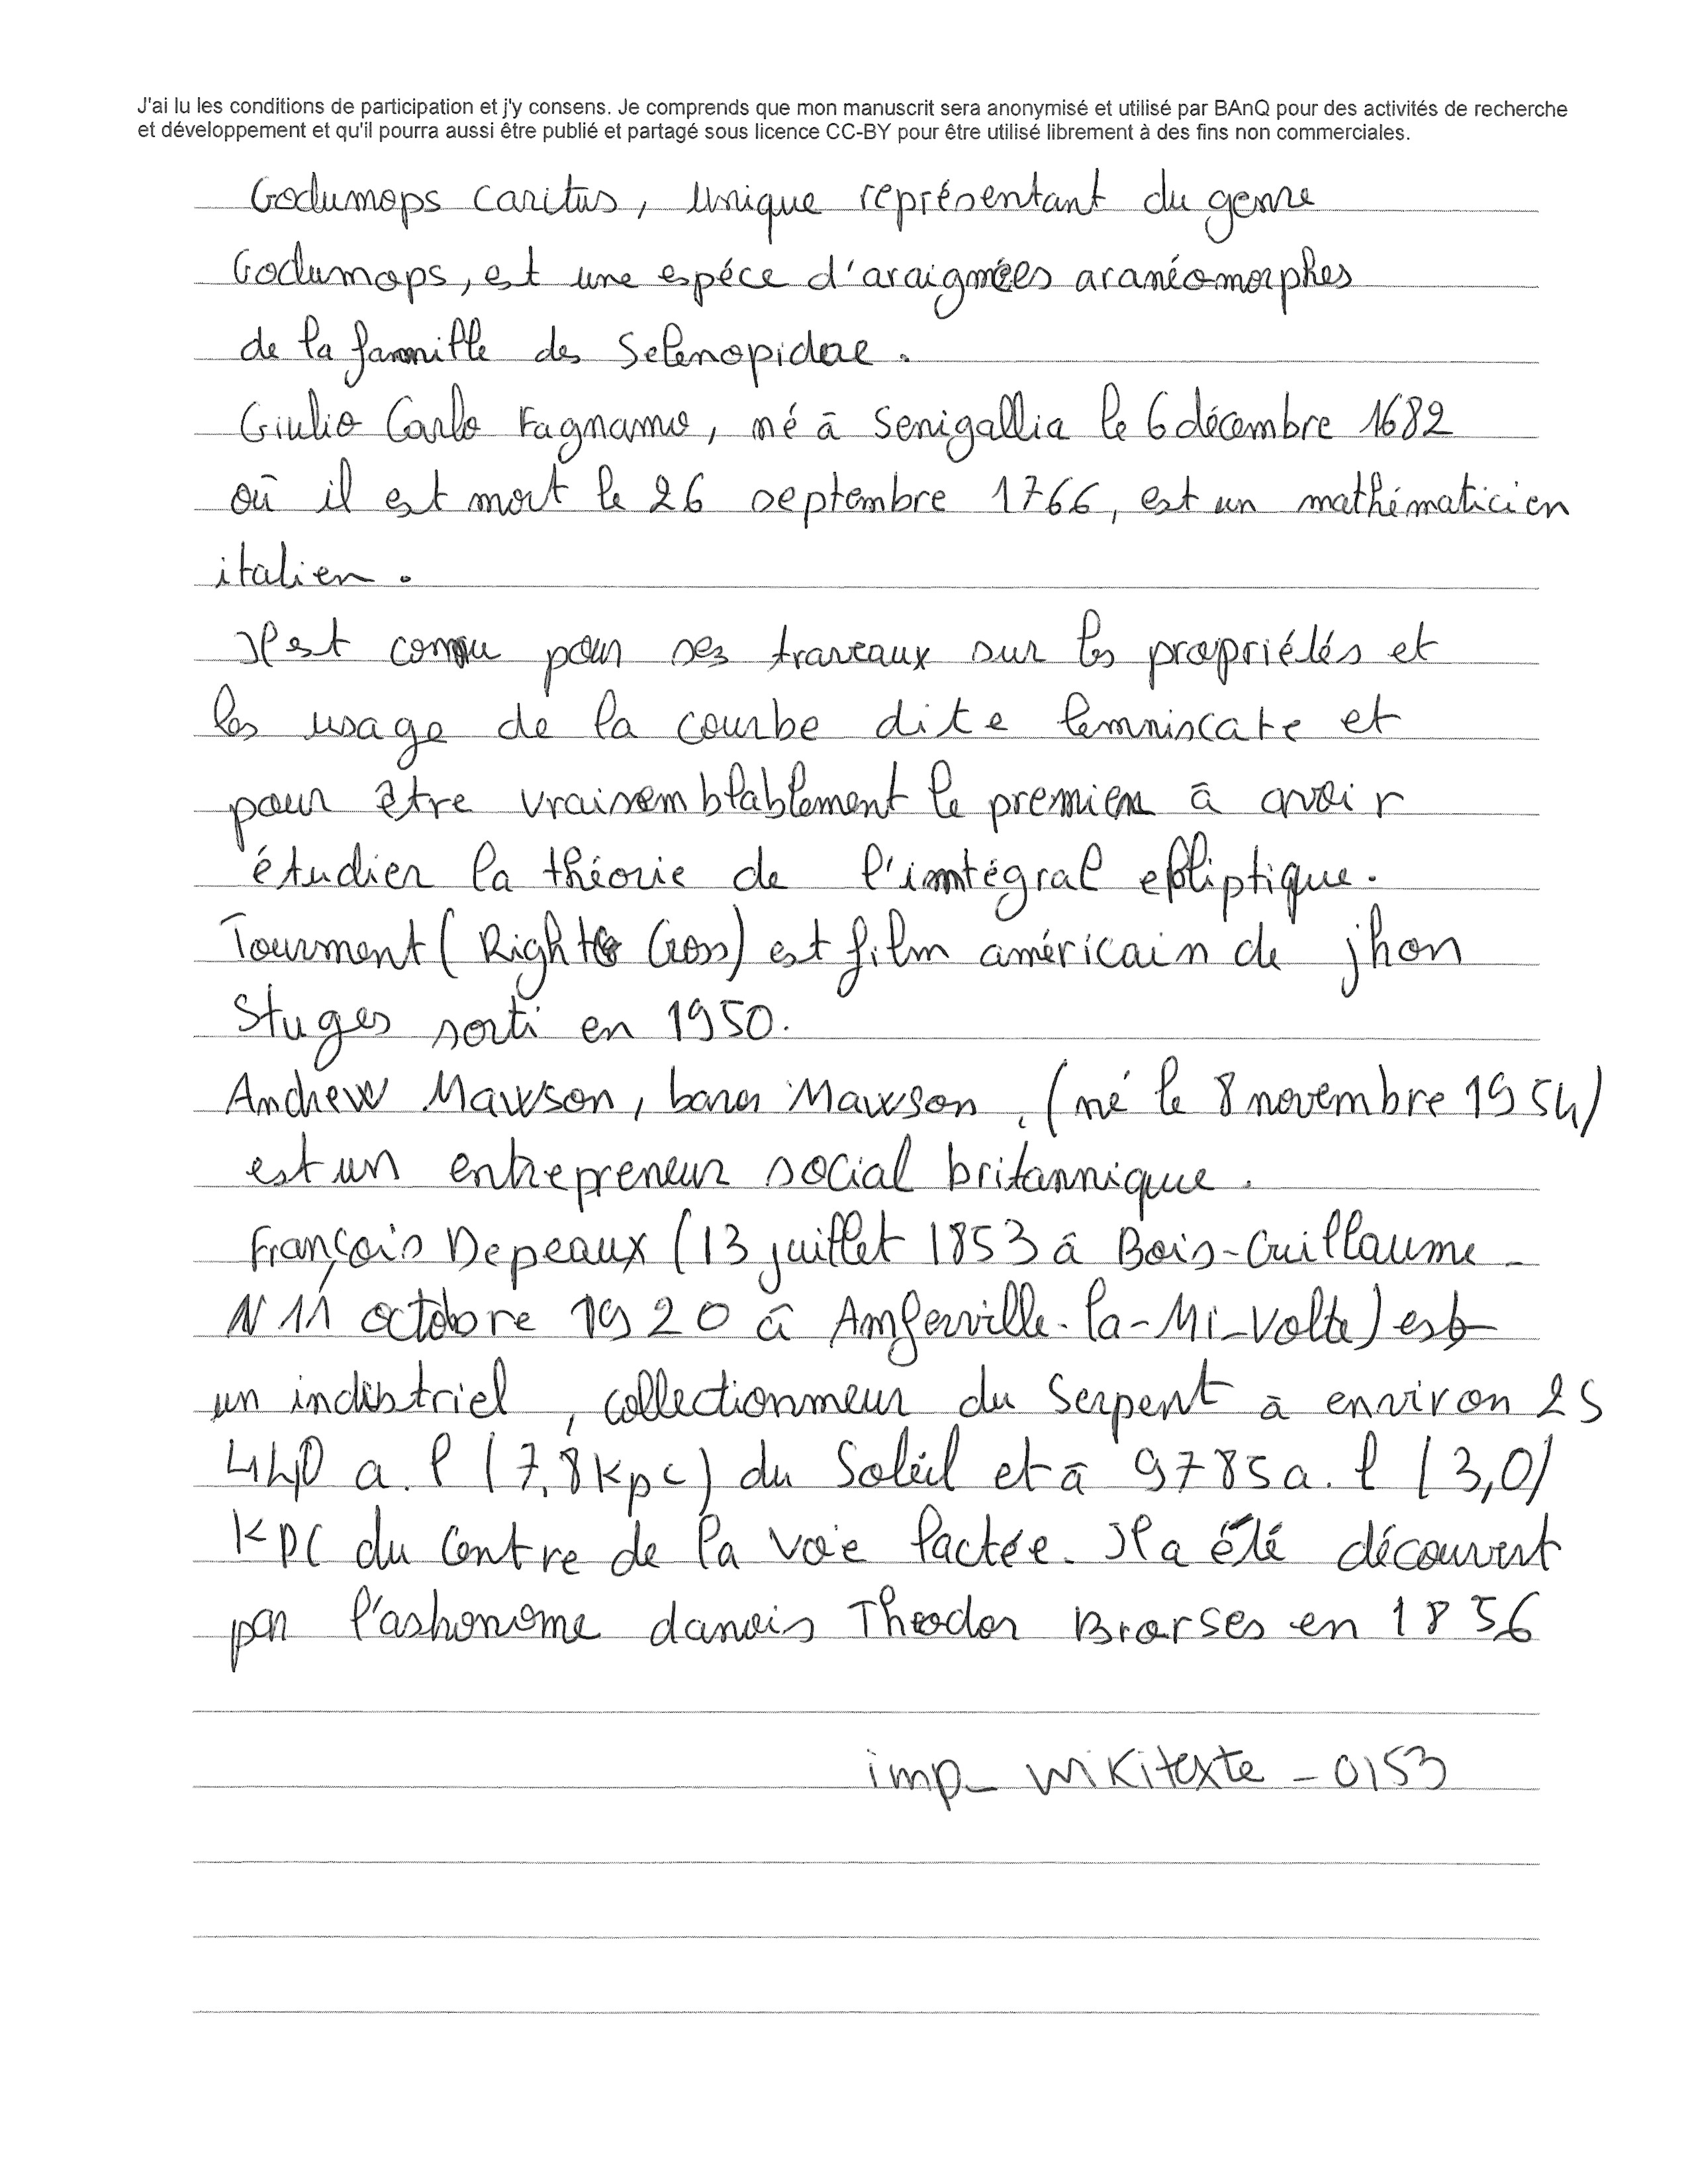 J'ai lu les conditions de participation et j'y consens. Je comprends que mon manuscrit sera anonymisé et utilisé par BAnQ pour des activités de recherche
et développement et qu'il pourra aussi être publié et partagé sous licence CC-BY pour être utilisé librement à des fins non commerciales.
Godumops caritus, unique représentant du genre
Godumops, est une espéce d'araignées aranéomorphes
de la famille des Selenopidae.
Giulio Carlo Fagnamo, né à Senigallia le 6 décembre 1682
où il est mort le 26 septembre 1766, est un mathématicien
italien.
Il est connu pour ses traveaux sur les propriélés et
les usage de la courbe dite lemniscate et
pour être vraisemblablement le premier à avoir
étudier la théorie de l'intégral elliptique.
Tourment (Right Cross) est film américain de jhon
Stuges sorti en 1950.
Andrew Mawson, baron Mawson, (né le 8 novembre 1954)
est un entrepreneur social britannique.
François Depeaux (13 juillet 1853 à Bois-Guillaume -
11 octobre 1920 à Amferville-la-Mi-Volte) est
un industriel, collectionneur du Serpent à environ 25
440 a.l (7,8 kpc) du Soleil et à 9785 a.l (3,0)
KPC du Centre de la voie lactée. Il a été découvert
par l'astronome danois Theodor Brorses en 1856
imp_ wikitexte - 0153